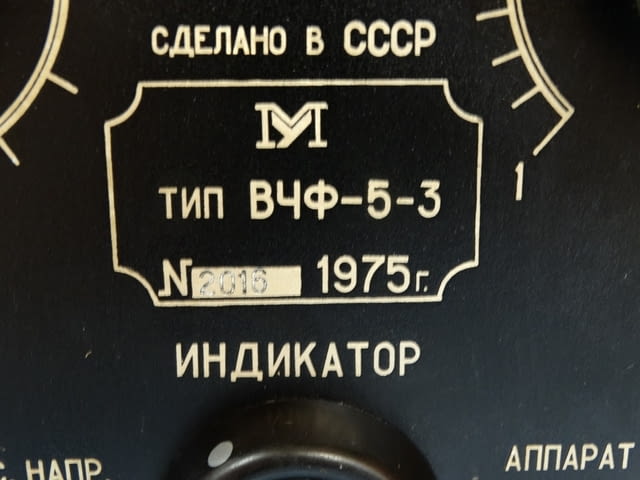 СДЕЛАНО В СССР
ТИП ВЧФ-5-3
1
N 2016 1975г.
ИНДИКАТОР
С. НАПР.
АППАРАТ